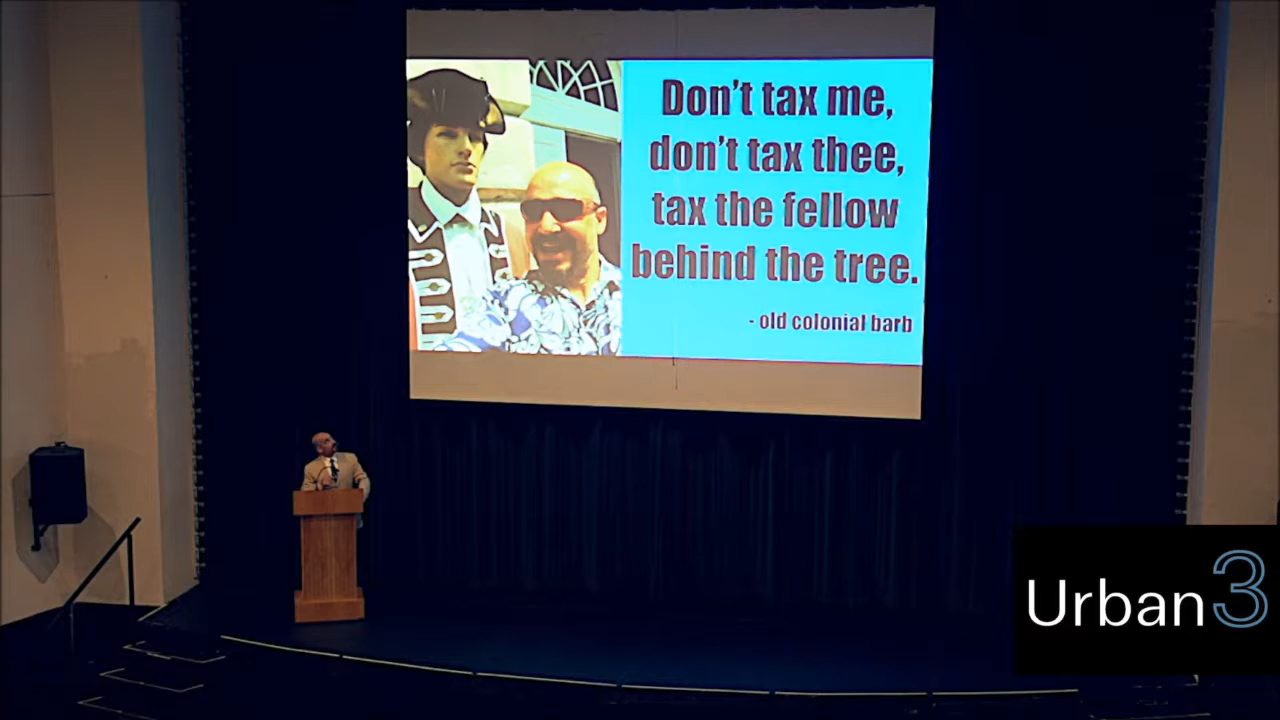 Don't tax me,
don't tax thee,
tax the fellow
behind the tree.
- old colonial barb
Urban3